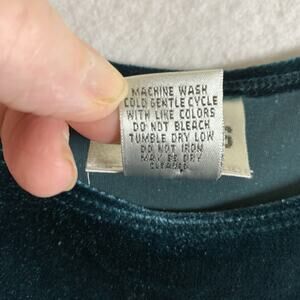 MACHINE WASH
COLD GENTLE CYCLE
WITH LIKE COLORS
DO NOT BLEACH
TUMBLE DRY LOW
DO NOT IRON
MAY BE DRY
CLEANED
S